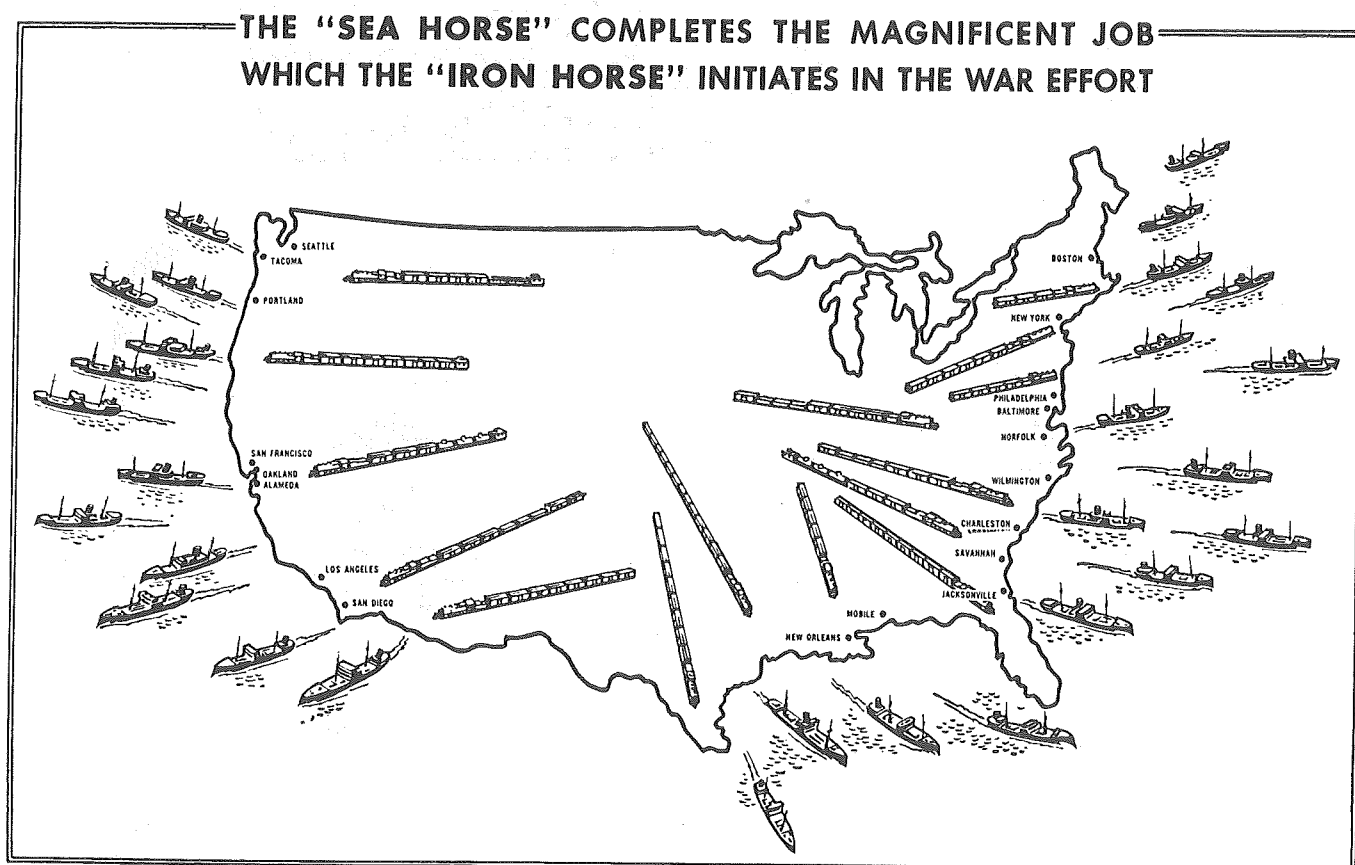 THE “SEA HORSE” COMPLETES THE MAGNIFICENT JOB
WHICH THE “IRON HORSE” INITIATES IN THE WAR EFFORT
SEATTLE
TACOMA
PORTLAND
SAN FRANCISCO
OAKLAND
ALAMEDA
LOS ANGELES
SAN DIEGO
BOSTON
NEW YORK
PHILADELPHIA
BALTIMORE
NORFOLK
WILMINGTON
CHARLESTON
SAVANNAH
JACKSONVILLE
MOBILE
NEW ORLEANS